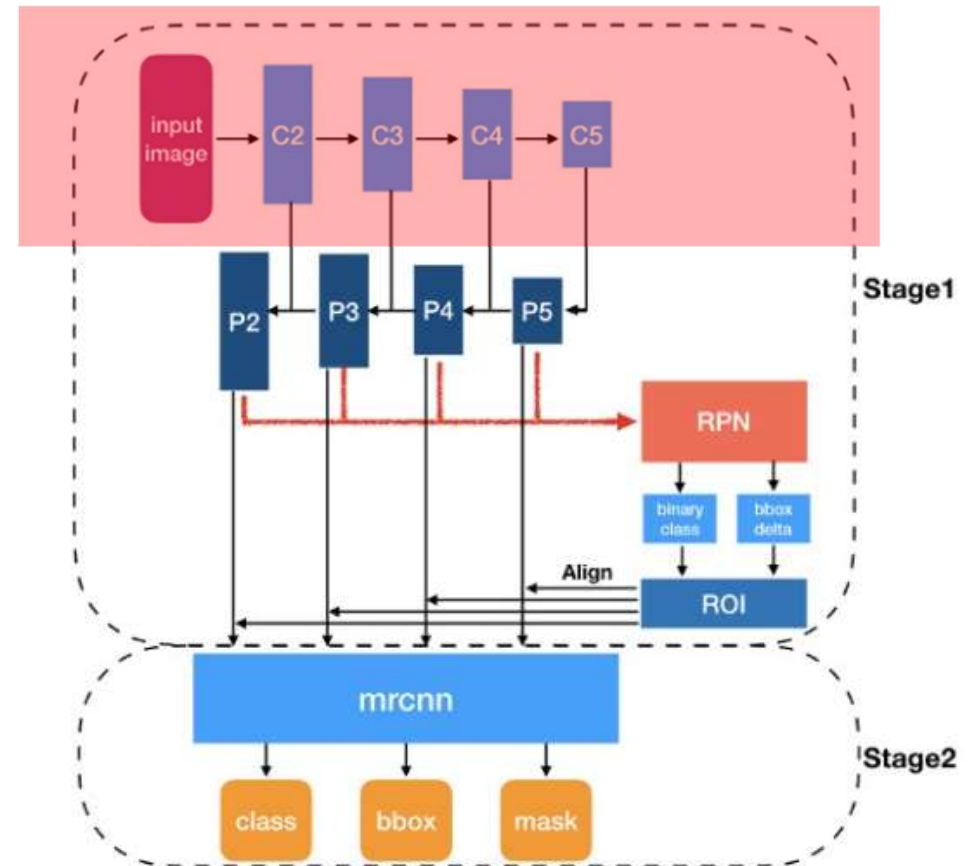 input
image
C2
C3
C4
C5
Stage1
P2
P3
P4
P5
RPN
binary
class
bbox
delta
Align
ROI
mrcnn
Stage2
class
bbox
mask